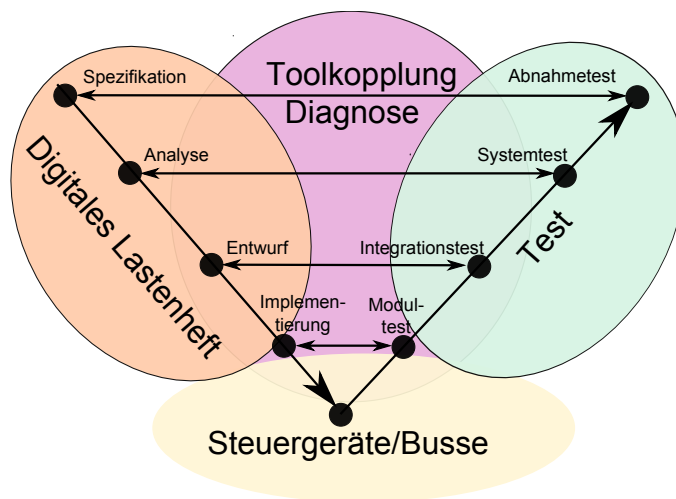 Toolkopplung
Diagnose
Spezifikation
Abnahmetest
Analyse
Systemtest
Digitales Lastenheft
Test
Entwurf
Integrationstest
Implemen-
tierung
Modul-
test
Steuergeräte/Busse